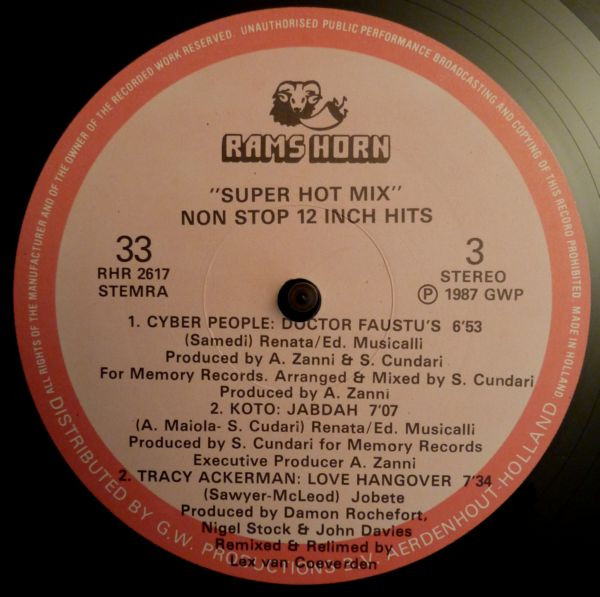 ALL RIGHTS OF THE MANUFACTURER AND OF THE OWNER OF THE RECORDED WORK RESERVED. UNAUTHORISED PUBLIC PERFORMANCE BROADCASTING AND COPYING OF THIS RECORD PROHIBITED. MADE IN HOLLAND
RAMS HORN
"SUPER HOT MIX"
NON STOP 12 INCH HITS
33
RHR 2617
STEMRA
3
STEREO
Ⓟ 1987 GWP
1. CYBER PEOPLE: DOCTOR FAUSTU'S 6'53
(Samedi) Renata/Ed. Musicalli
Produced by A. Zanni & S. Cundari
For Memory Records. Arranged & Mixed by S. Cundari
Produced by A. Zanni
2. KOTO: JABDAH 7'07
(A. Maiola- S. Cudari) Renata/Ed. Musicalli
Produced by S. Cundari for Memory Records
Executive Producer A. Zanni
2. TRACY ACKERMAN: LOVE HANGOVER 7'34
(Sawyer-McLeod) Jobete
Produced by Damon Rochefort,
Nigel Stock & John Davies
Remixed & Relimed by
Lex van Coeverden
DISTRIBUTED BY G.W. PRODUCTIONS B.V. AERDENHOUT-HOLLAND